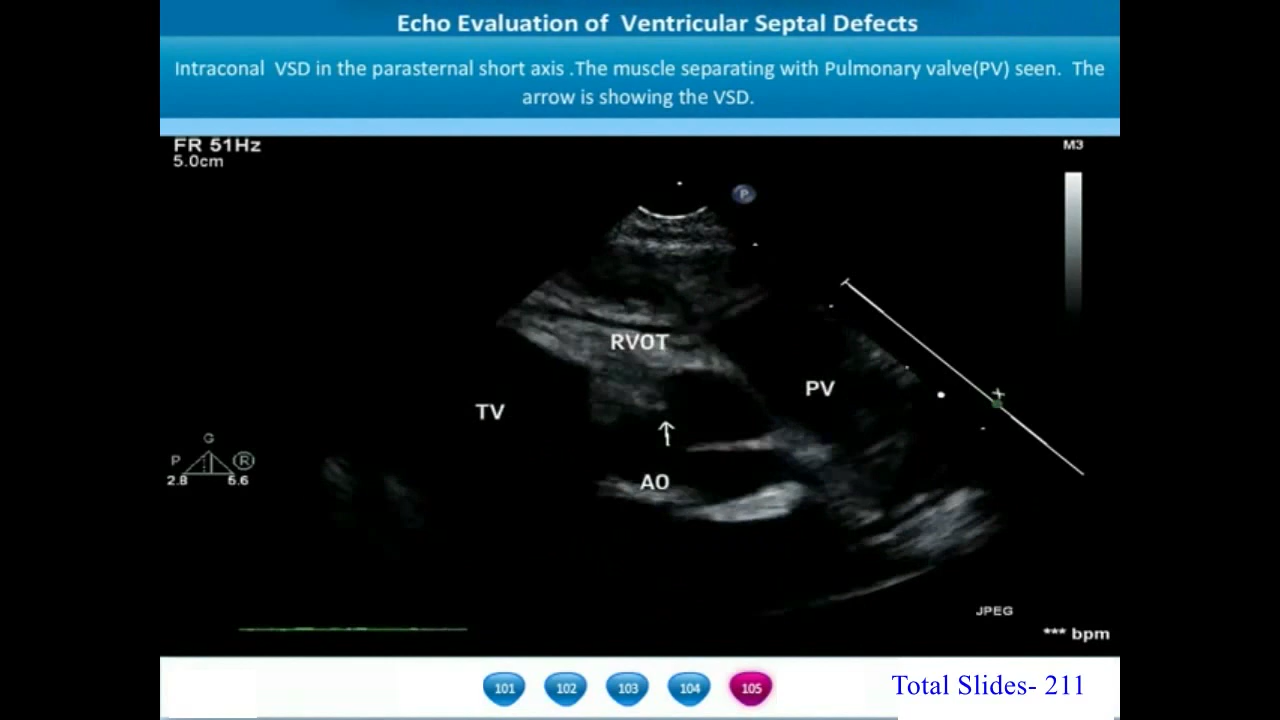 Echo Evaluation of Ventricular Septal Defects
Intraconal VSD in the parasternal short axis .The muscle separating with Pulmonary valve(PV) seen. The
arrow is showing the VSD.
FR 51Hz
5.0cm
M3
P
RVOT
PV
TV
AO
G
P R
2.8 5.6
JPEG
*** bpm
101 102 103 104 105
Total Slides- 211